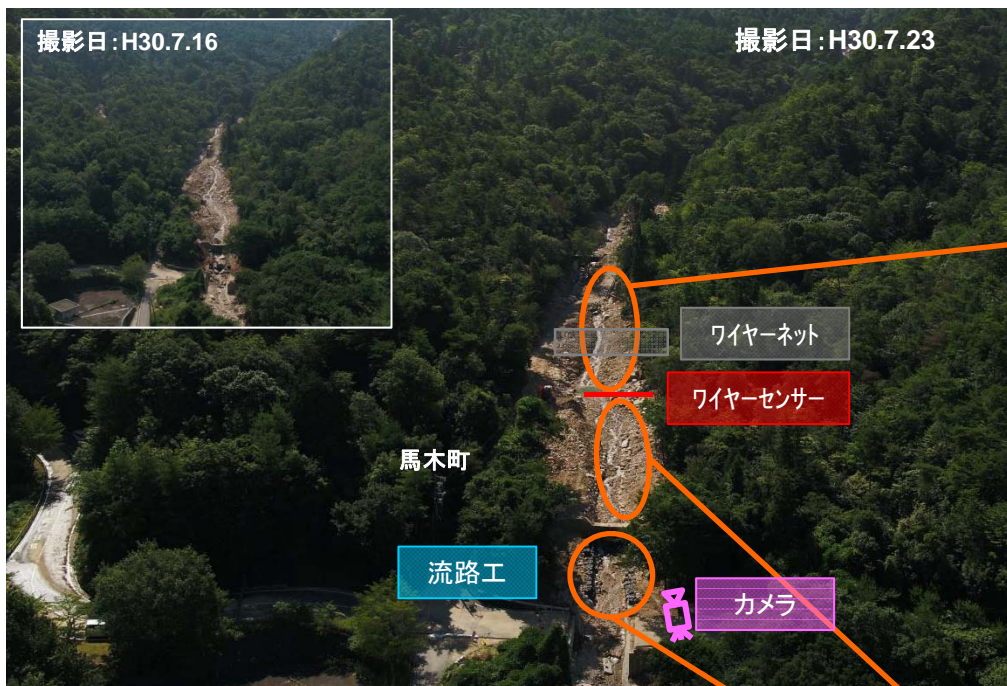 撮影日:H30.7.16
撮影日:H30.7.23
ワイヤーネット
ワイヤーセンサー
馬木町
流路工
カメラ